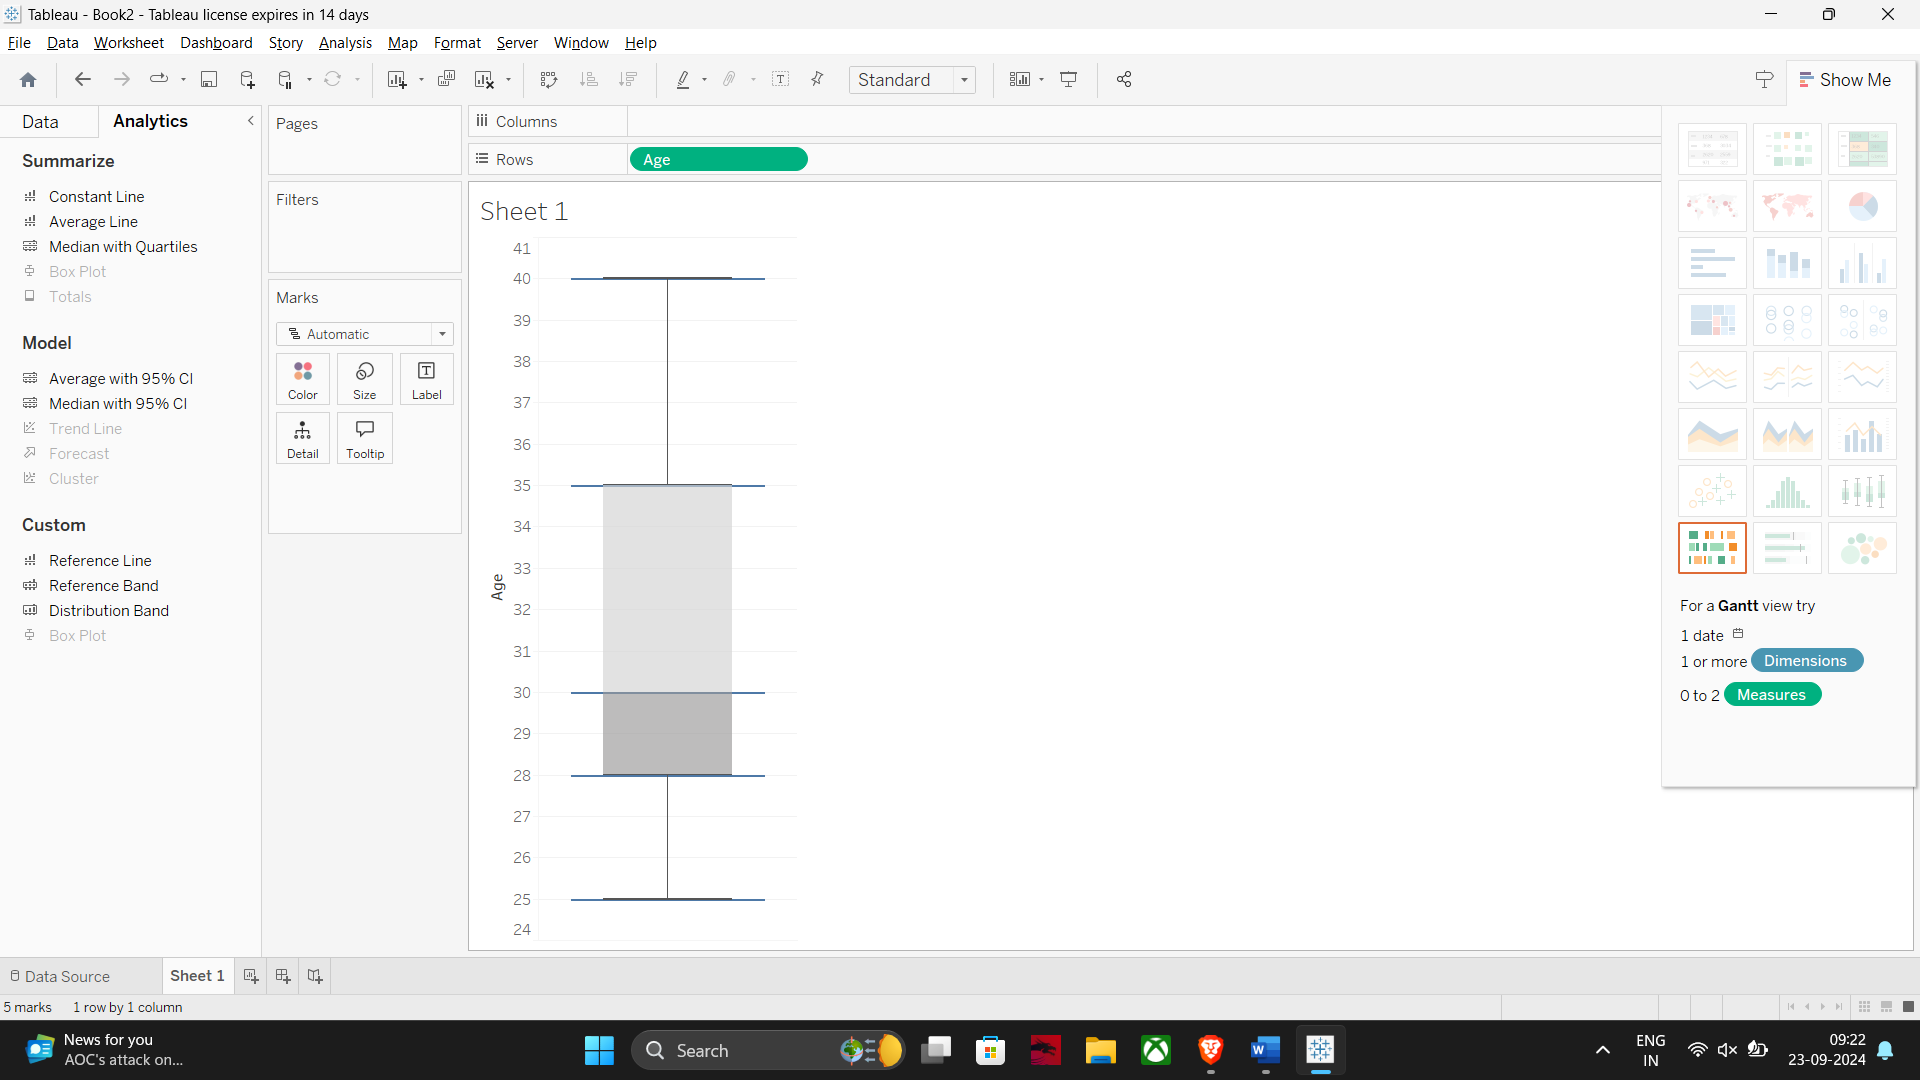 Tableau - Book2 - Tableau license expires in 14 days
File Data Worksheet Dashboard Story Analysis Map Format Server Window Help
Standard
Show Me
Data Analytics
Summarize
Constant Line
Average Line
Median with Quartiles
Box Plot
Totals
Model
Average with 95% CI
Median with 95% CI
Trend Line
Forecast
Cluster
Custom
Reference Line
Reference Band
Distribution Band
Box Plot
Pages
Filters
Marks
Automatic
Color Size Label
Detail Tooltip
Columns
Rows Age
Sheet 1
41
40
39
38
37
36
35
34
33
32
31
30
29
28
27
26
25
24
Age
For a Gantt view try
1 date
1 or more Dimensions
0 to 2 Measures
Data Source Sheet 1
5 marks 1 row by 1 column
News for you
AOC's attack on...
Search
ENG
IN
09:22
23-09-2024